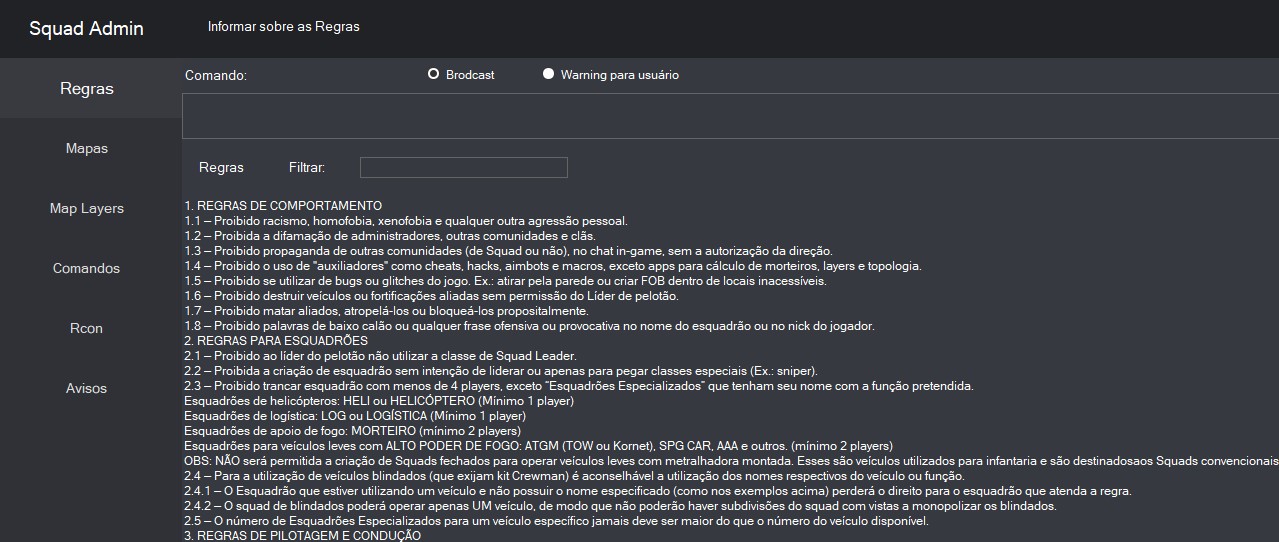 Squad Admin
Informar sobre as Regras
Regras
Comando:
Brodcast
Warning para usuário
Mapas
Regras
Filtrar:
Map Layers
Comandos
Rcon
Avisos
1. REGRAS DE COMPORTAMENTO
1.1 – Proibido racismo, homofobia, xenofobia e qualquer outra agressão pessoal.
1.2 – Proibida a difamação de administradores, outras comunidades e clãs.
1.3 – Proibido propaganda de outras comunidades (de Squad ou não), no chat in-game, sem a autorização da direção.
1.4 – Proibido o uso de "auxiliadores" como cheats, hacks, aimbots e macros, exceto apps para cálculo de morteiros, layers e topologia.
1.5 – Proibido se utilizar de bugs ou glitches do jogo. Ex.: atirar pela parede ou criar FOB dentro de locais inacessíveis.
1.6 – Proibido destruir veículos ou fortificações aliadas sem permissão do Líder de pelotão.
1.7 – Proibido matar aliados, atropelá-los ou bloqueá-los propositalmente.
1.8 – Proibido palavras de baixo calão ou qualquer frase ofensiva ou provocativa no nome do esquadrão ou no nick do jogador.
2. REGRAS PARA ESQUADRÕES
2.1 – Proibido ao líder do pelotão não utilizar a classe de Squad Leader.
2.2 – Proibida a criação de esquadrão sem intenção de liderar ou apenas para pegar classes especiais (Ex.: sniper).
2.3 – Proibido trancar esquadrão com menos de 4 players, exceto “Esquadrões Especializados” que tenham seu nome com a função pretendida.
Esquadrões de helicópteros: HELI ou HELICÓPTERO (Mínimo 1 player)
Esquadrões de logística: LOG ou LOGÍSTICA (Mínimo 1 player)
Esquadrões de apoio de fogo: MORTEIRO (mínimo 2 players)
Esquadrões para veículos leves com ALTO PODER DE FOGO: ATGM (TOW ou Kornet), SPG CAR, AAA e outros. (mínimo 2 players)
OBS: NÃO será permitida a criação de Squads fechados para operar veículos leves com metralhadora montada. Esses são veículos utilizados para infantaria e são destinadosaos Squads convencionais
2.4 – Para a utilização de veículos blindados (que exijam kit Crewman) é aconselhável a utilização dos nomes respectivos do veículo ou função.
2.4.1 – O Esquadrão que estiver utilizando um veículo e não possuir o nome especificado (como nos exemplos acima) perderá o direito para o esquadrão que atenda a regra.
2.4.2 – O squad de blindados poderá operar apenas UM veículo, de modo que não poderão haver subdivisões do squad com vistas a monopolizar os blindados.
2.5 – O número de Esquadrões Especializados para um veículo específico jamais deve ser maior do que o número do veículo disponível.
3. REGRAS DE PILOTAGEM E CONDUÇÃO